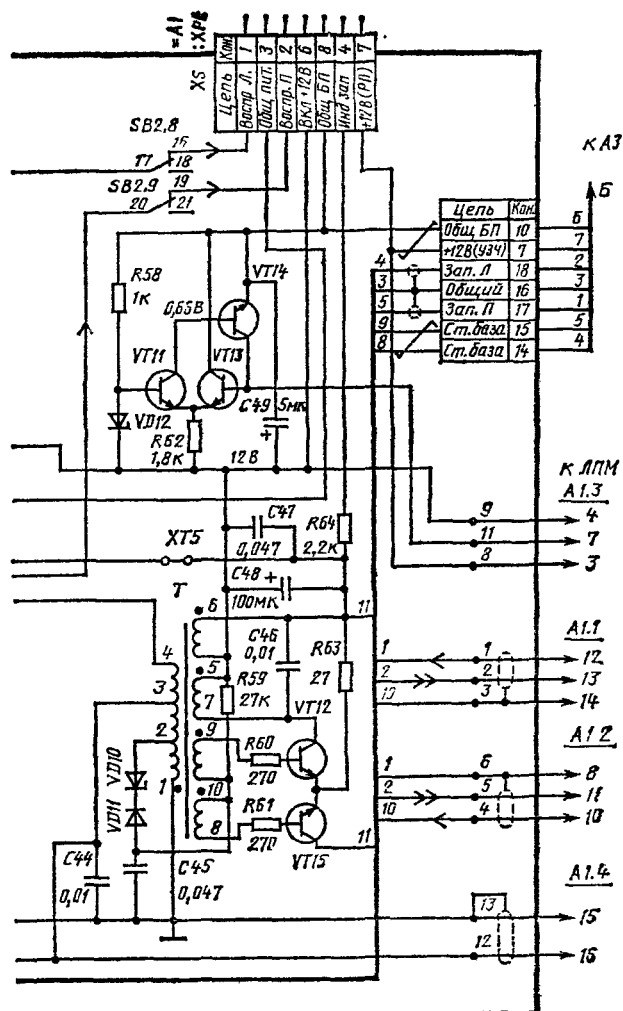 =А1
:ХР8
XS
Цепь Кон.
Воспр Л. 1
Общ пит. 3
Воспр. П 2
Вкл +12В 6
Общ БП 8
Инд зап 4
+12В(РП) 7
SB2.8
17 16 18
SB2.9
20 19 21
к А3
Б
Цепь Кон.
Общ БП 10 6
+12В(УЗЧ) 7 7
4 Зап. Л 18 2
3 Общий 16 3
5 Зап. П 17 1
9 Ст. база 15 5
8 Ст. база 14 4
R58
1к
VT14
0,65В
VT11
VT13
VD12
R62
1,8к
C49 5мк
+
12В
к ЛПМ
А1.3
9 4
11 7
8 3
XT5
C47
0,047
R64
2,2к
C48 +
100мк
Т
6
11
4
C46
0,01
R63
27
5
3
R59
27к
7
VT12
2
9
R60
270
VD10
1
10
R61
270
VD11
8
VT15
11
C44
0,01
C45
0,047
А1.1
1 1 12
2 2 13
10 3 14
А1.2
1 6 8
2 5 11
10 4 10
А1.4
13 15
12 16